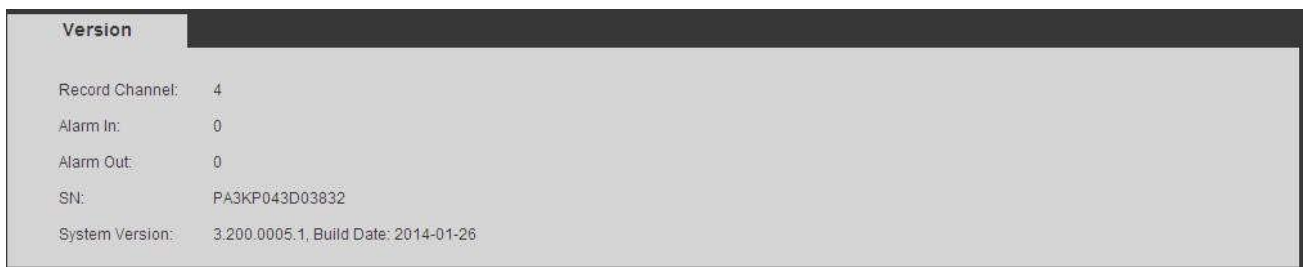 Version
Record Channel: 4
Alarm In: 0
Alarm Out: 0
SN: PA3KP043D03832
System Version: 3.200.0005.1, Build Date: 2014-01-26